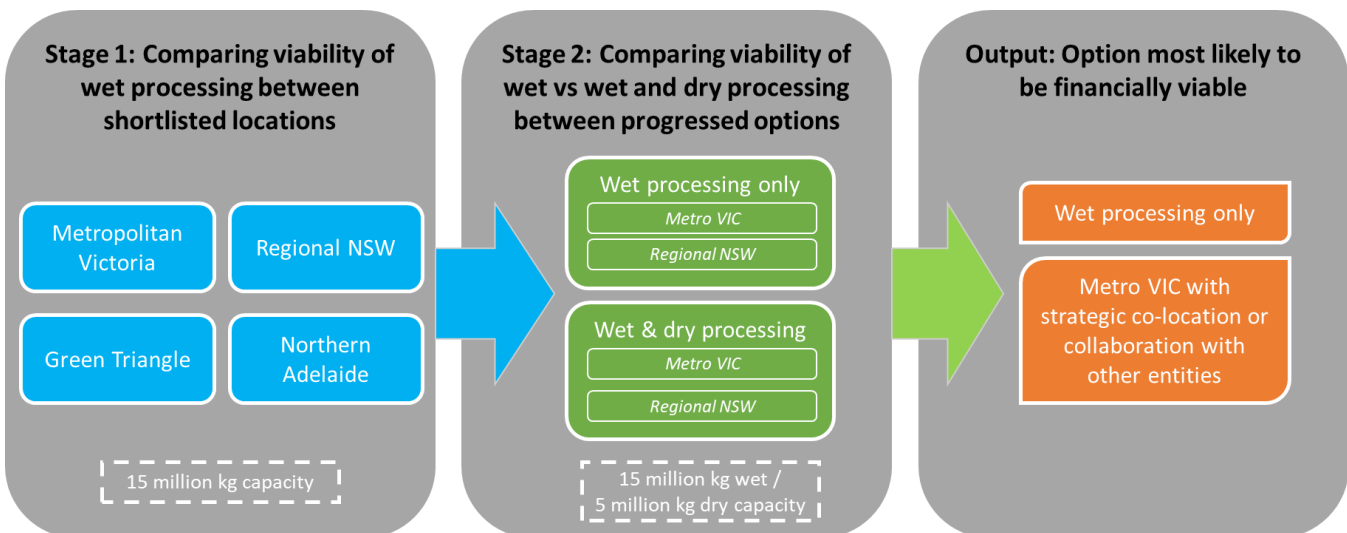 Stage 1: Comparing viability of
wet processing between
shortlisted locations
Metropolitan
Victoria
Regional NSW
Green Triangle
Northern
Adelaide
15 million kg capacity
Stage 2: Comparing viability of
wet vs wet and dry processing
between progressed options
Wet processing only
Metro VIC
Regional NSW
Wet & dry processing
Metro VIC
Regional NSW
15 million kg wet /
5 million kg dry capacity
Output: Option most likely to
be financially viable
Wet processing only
Metro VIC with
strategic co-location or
collaboration with
other entities